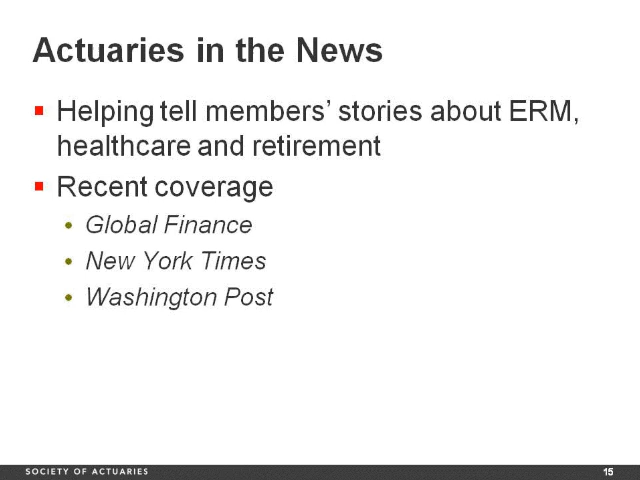 Actuaries in the News
▪ Helping tell members’ stories about ERM,
healthcare and retirement
▪ Recent coverage
• Global Finance
• New York Times
• Washington Post
SOCIETY OF ACTUARIES
15